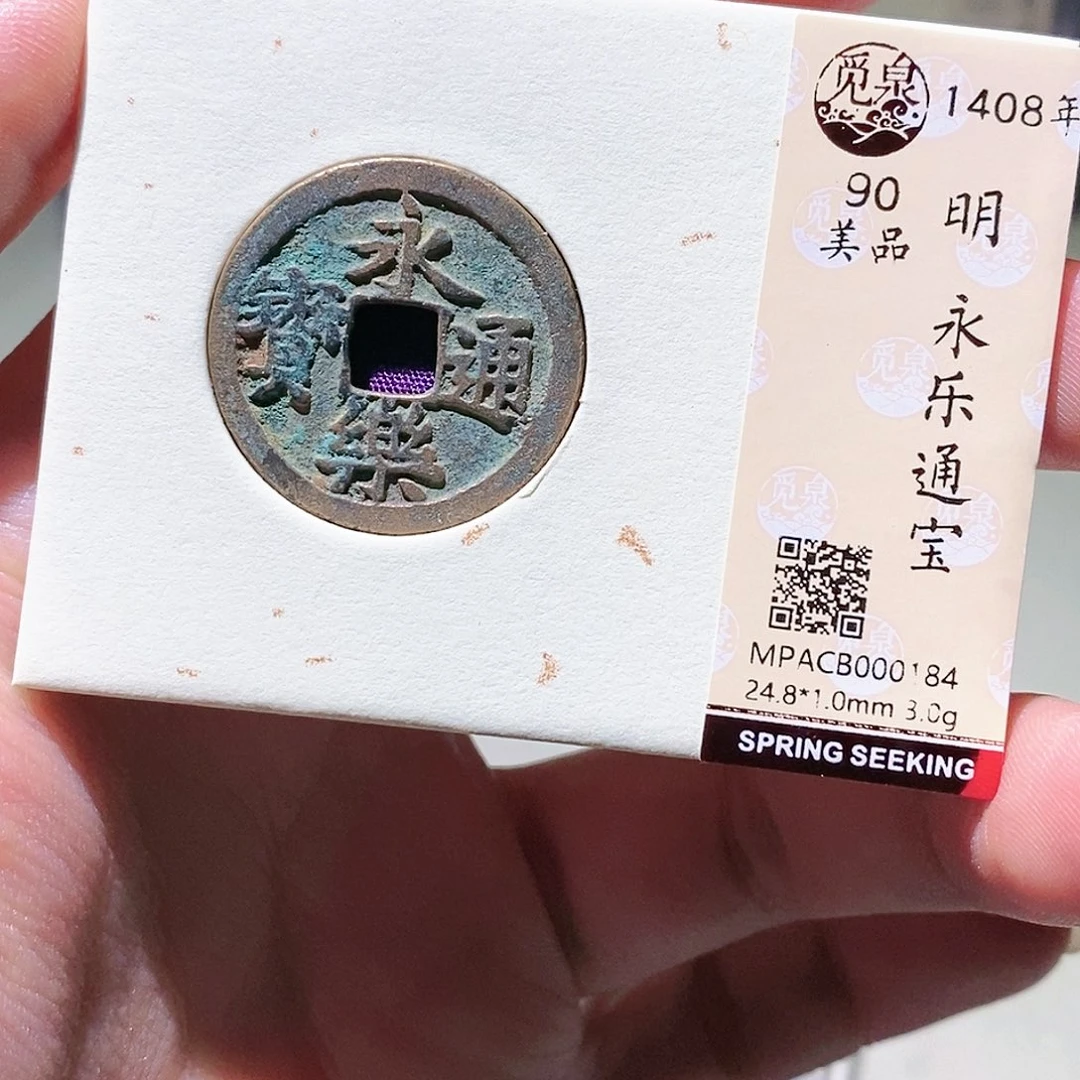 永樂通寶
觅泉
1408年
90
美品
明
永乐通宝
MPACB000184
24.8*1.0mm 3.0g
SPRING SEEKING